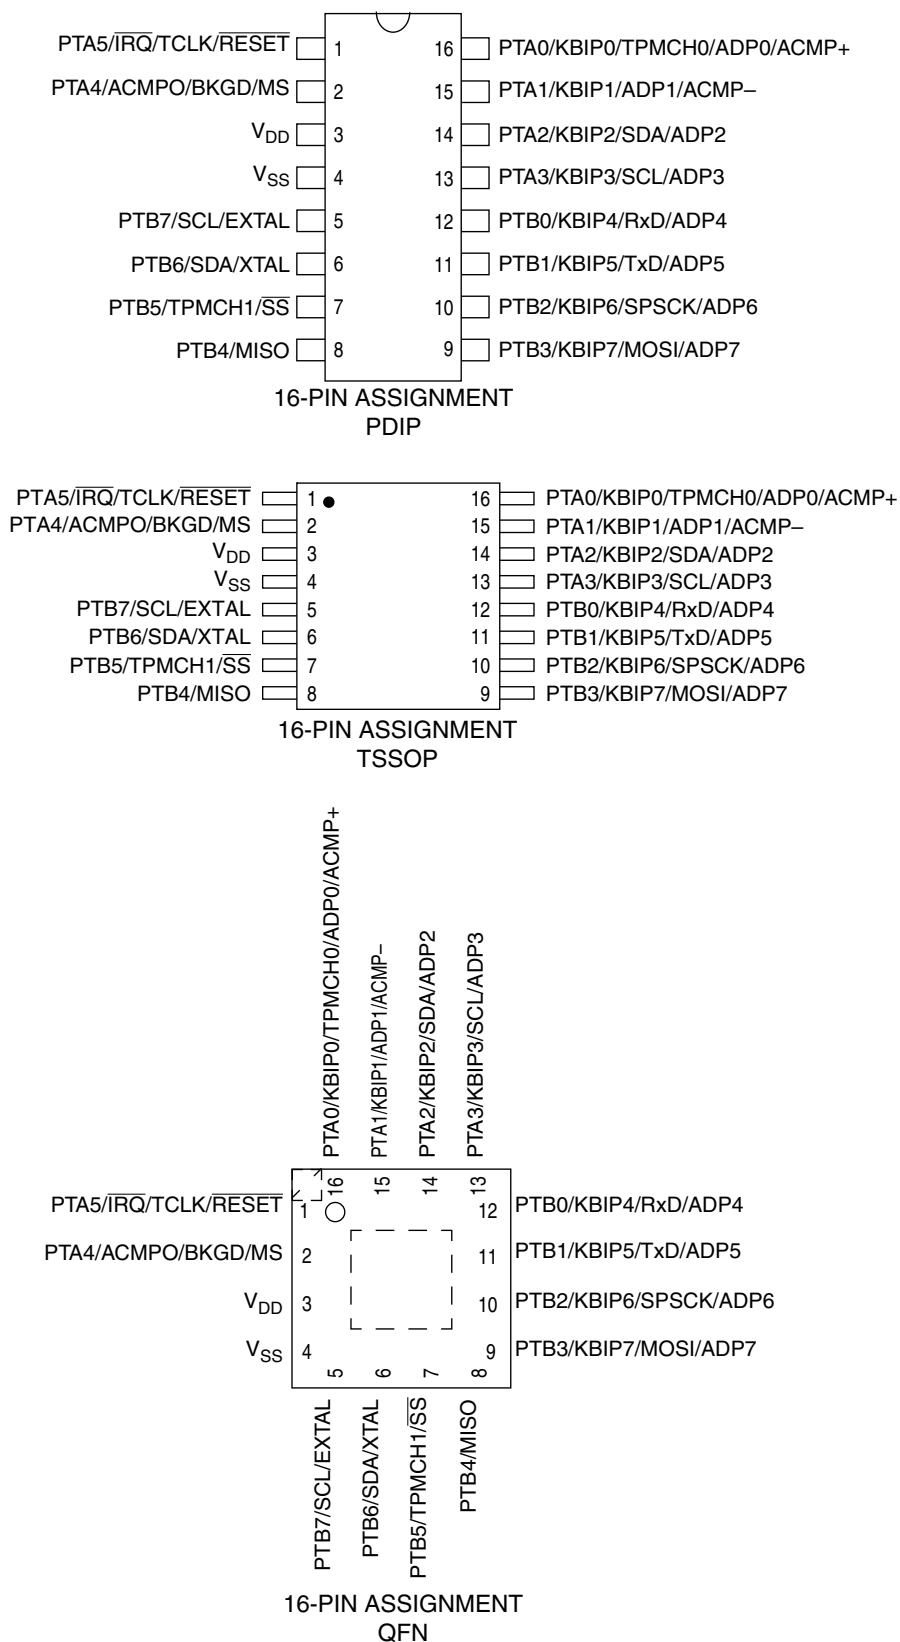 PTA5/IRQ/TCLK/RESET 1 16 PTA0/KBIP0/TPMCH0/ADP0/ACMP+
PTA4/ACMPO/BKGD/MS 2 15 PTA1/KBIP1/ADP1/ACMP–
VDD 3 14 PTA2/KBIP2/SDA/ADP2
VSS 4 13 PTA3/KBIP3/SCL/ADP3
PTB7/SCL/EXTAL 5 12 PTB0/KBIP4/RxD/ADP4
PTB6/SDA/XTAL 6 11 PTB1/KBIP5/TxD/ADP5
PTB5/TPMCH1/SS 7 10 PTB2/KBIP6/SPSCK/ADP6
PTB4/MISO 8 9 PTB3/KBIP7/MOSI/ADP7
16-PIN ASSIGNMENT
PDIP
PTA5/IRQ/TCLK/RESET 1 16 PTA0/KBIP0/TPMCH0/ADP0/ACMP+
PTA4/ACMPO/BKGD/MS 2 15 PTA1/KBIP1/ADP1/ACMP–
VDD 3 14 PTA2/KBIP2/SDA/ADP2
VSS 4 13 PTA3/KBIP3/SCL/ADP3
PTB7/SCL/EXTAL 5 12 PTB0/KBIP4/RxD/ADP4
PTB6/SDA/XTAL 6 11 PTB1/KBIP5/TxD/ADP5
PTB5/TPMCH1/SS 7 10 PTB2/KBIP6/SPSCK/ADP6
PTB4/MISO 8 9 PTB3/KBIP7/MOSI/ADP7
16-PIN ASSIGNMENT
TSSOP
PTA0/KBIP0/TPMCH0/ADP0/ACMP+
PTA1/KBIP1/ADP1/ACMP–
PTA2/KBIP2/SDA/ADP2
PTA3/KBIP3/SCL/ADP3
16 15 14 13
PTA5/IRQ/TCLK/RESET 1 12 PTB0/KBIP4/RxD/ADP4
PTA4/ACMPO/BKGD/MS 2 11 PTB1/KBIP5/TxD/ADP5
VDD 3 10 PTB2/KBIP6/SPSCK/ADP6
VSS 4 9 PTB3/KBIP7/MOSI/ADP7
5 6 7 8
PTB7/SCL/EXTAL
PTB6/SDA/XTAL
PTB5/TPMCH1/SS
PTB4/MISO
16-PIN ASSIGNMENT
QFN